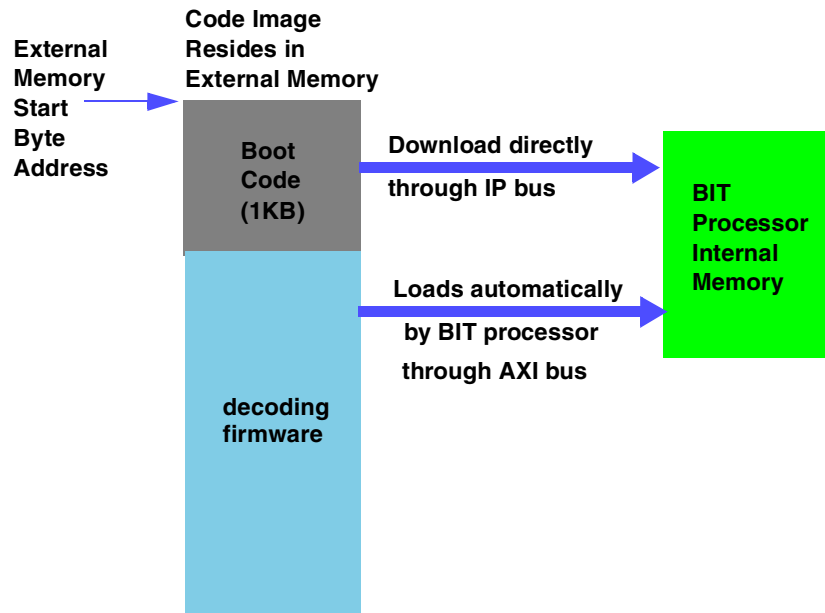 Code Image
Resides in
External Memory
External
Memory
Start
Byte
Address
Boot
Code
(1KB)
Download directly
through IP bus
BIT
Processor
Internal
Memory
Loads automatically
by BIT processor
through AXI bus
decoding
firmware